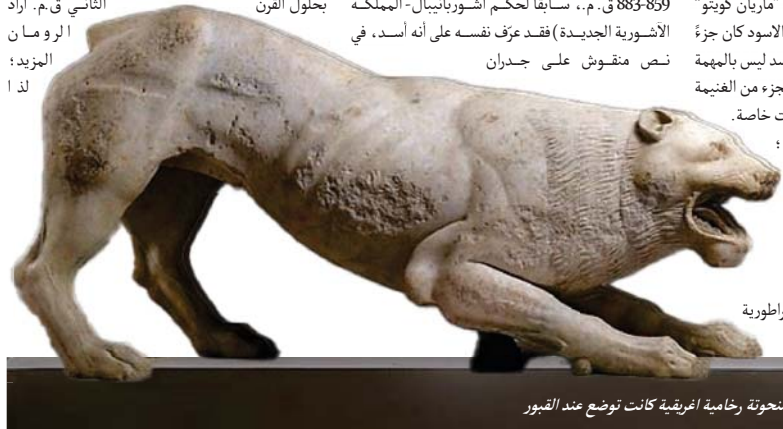 "ماريان كويتو"
الاسود كان جزءً
سد ليس بالمهمة
لجزء من الغنيمة
ت خاصة.
؛
راطورية
883-859 ق.م.، سابقاً لحكم آشوربانيبال- المملكة
الآشورية الجديدة) فقد عرّف نفسه على أنه أسد، في
نص منقوش على جدران
بحلول القرن الثاني ق.م. أراد
الرومان
المزيد؛
لذا
نحوتة رخامية اغريقية كانت توضع عند القبور